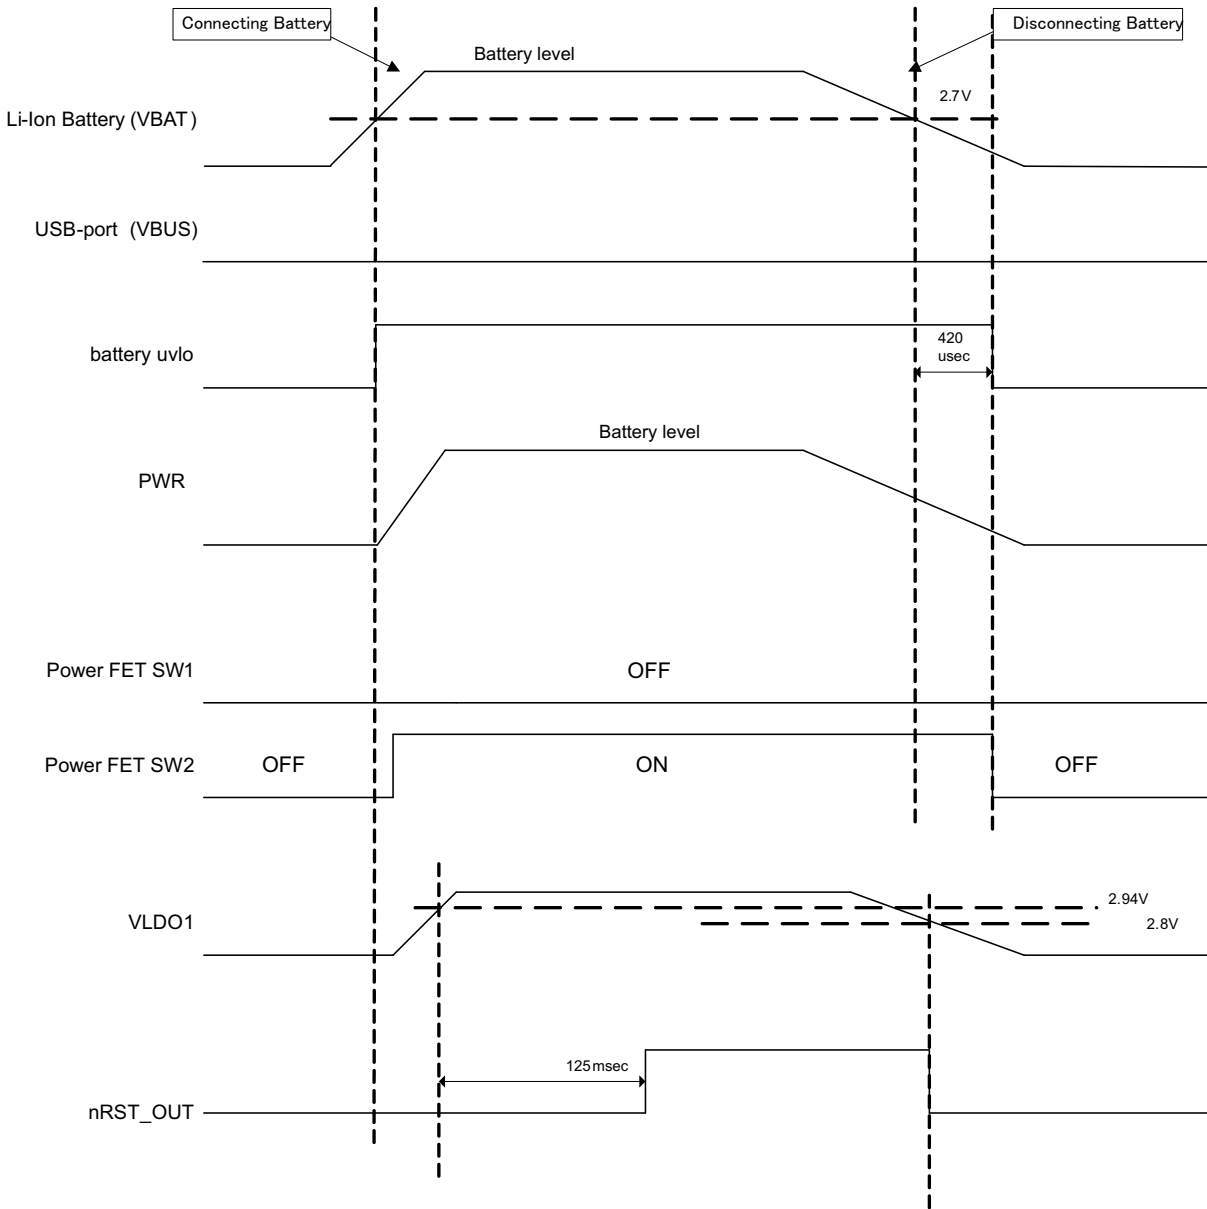 Connecting Battery
Disconnecting Battery
Battery level
2.7V
Li-Ion Battery (VBAT)
USB-port (VBUS)
battery uvlo
420
usec
Battery level
PWR
Power FET SW1
OFF
Power FET SW2
OFF
ON
OFF
2.94V
VLDO1
2.8V
125msec
nRST_OUT